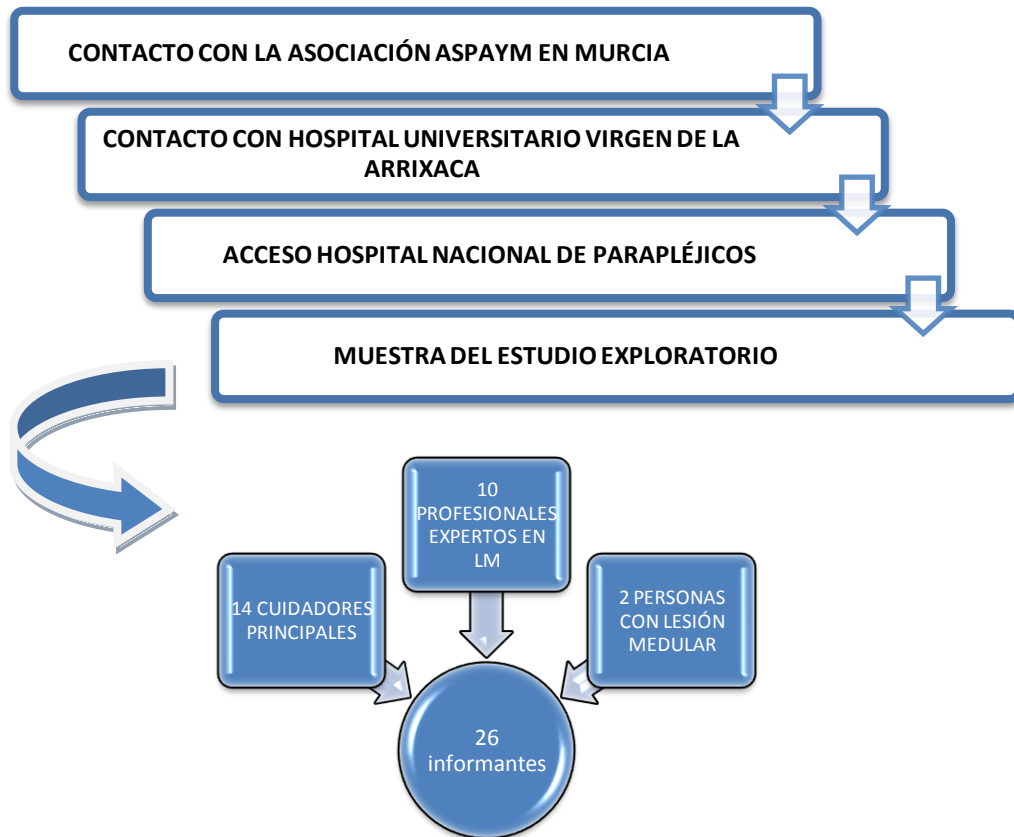 CONTACTO CON LA ASOCIACIÓN ASPAYM EN MURCIA
CONTACTO CON HOSPITAL UNIVERSITARIO VIRGEN DE LA
ARRIXACA
ACCESO HOSPITAL NACIONAL DE PARAPLÉJICOS
MUESTRA DEL ESTUDIO EXPLORATORIO
10
PROFESIONALES
EXPERTOS EN
LM
14 CUIDADORES
PRINCIPALES
2 PERSONAS
CON LESIÓN
MEDULAR
26
informantes